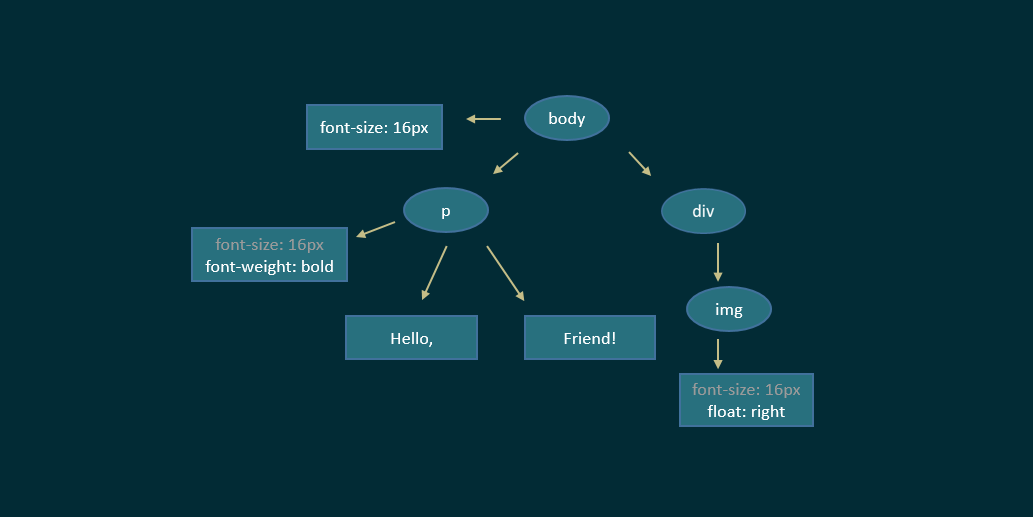 body
font-size: 16px
p
div
font-size: 16px
font-weight: bold
img
Hello,
Friend!
font-size: 16px
float: right